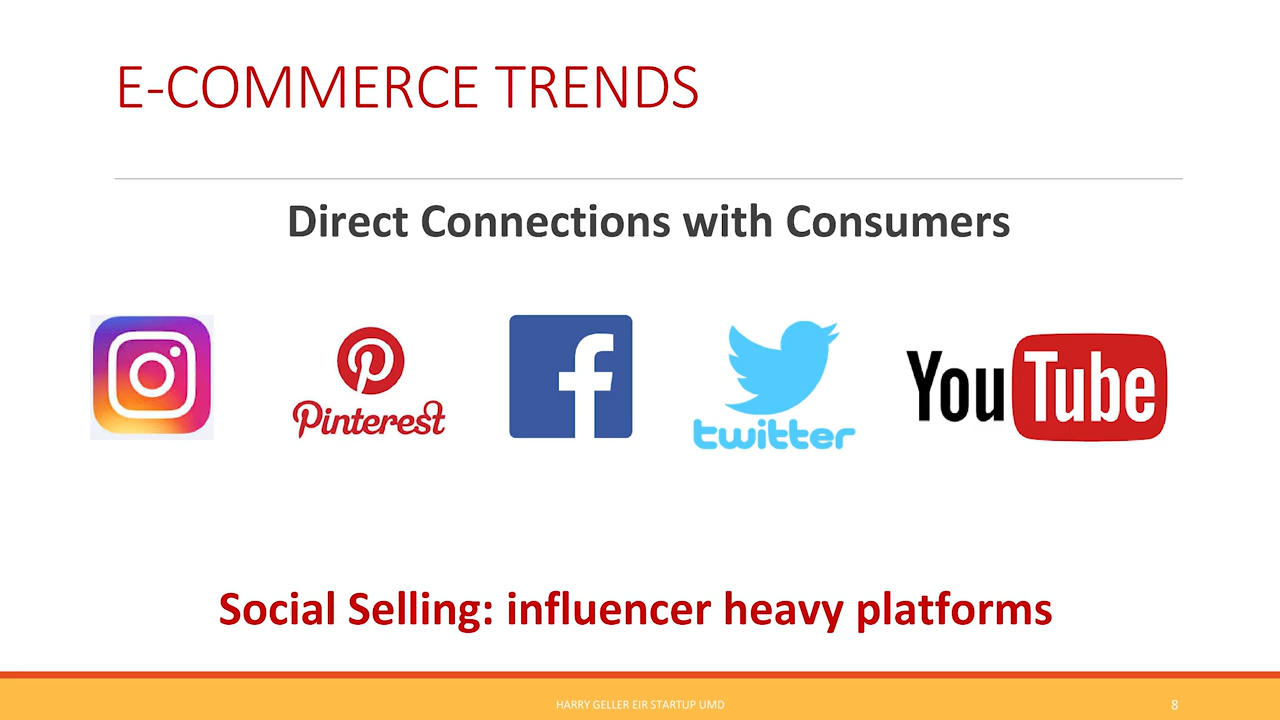 E-COMMERCE TRENDS
Direct Connections with Consumers
Pinterest
f
twitter
YouTube
Social Selling: influencer heavy platforms
HARRY GELLER EIR STARTUP UMD
8